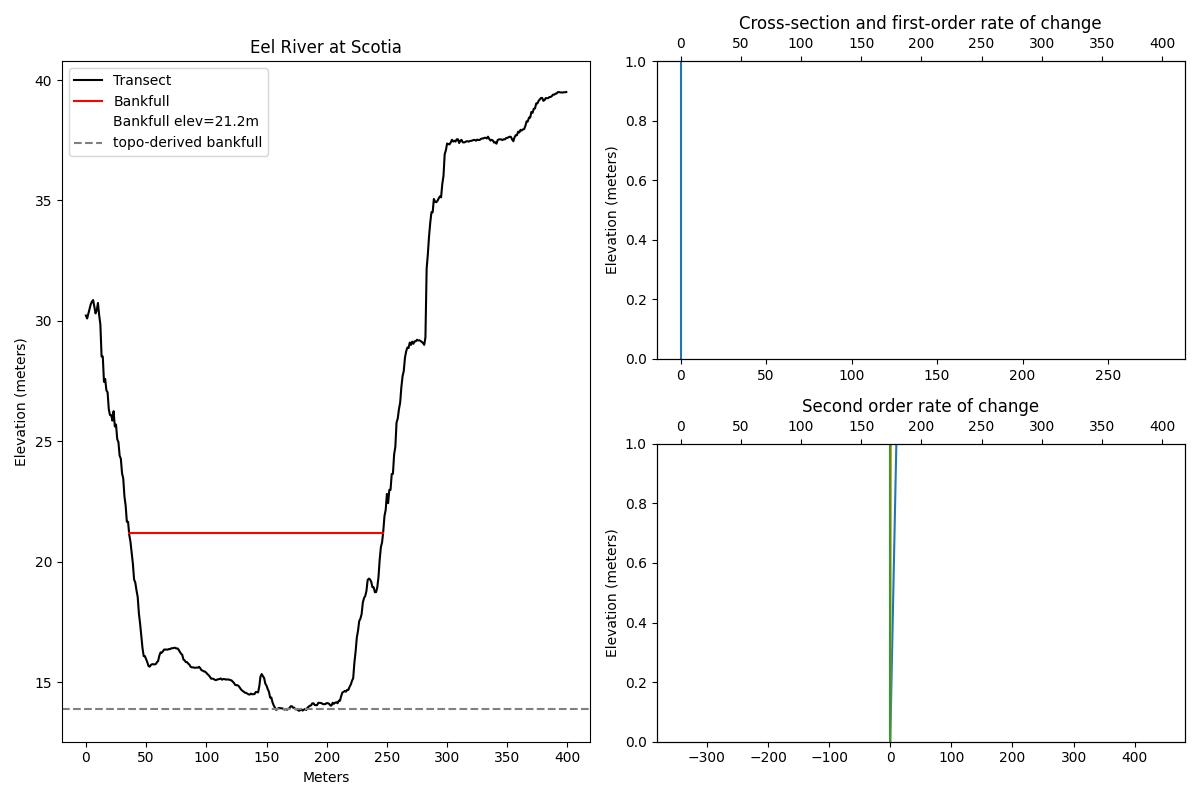 Eel River at Scotia
Transect
Bankfull
Bankfull elev=21.2m
topo-derived bankfull
Elevation (meters)
40
35
30
25
20
15
0 50 100 150 200 250 300 350 400
Meters
Cross-section and first-order rate of change
0 50 100 150 200 250 300 350 400
Elevation (meters)
1.0
0.8
0.6
0.4
0.2
0.0
0 50 100 150 200 250
Second order rate of change
0 50 100 150 200 250 300 350 400
Elevation (meters)
1.0
0.8
0.6
0.4
0.2
0.0
−300 −200 −100 0 100 200 300 400